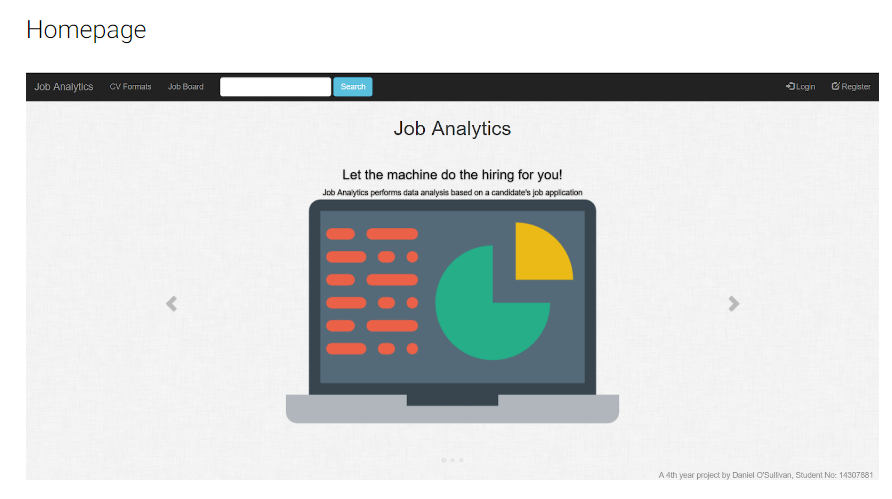 Homepage
Job Analytics CV Formats Job Board Search Login Register
Job Analytics
Let the machine do the hiring for you!
Job Analytics performs data analysis based on a candidate's job application
A 4th year project by Daniel O'Sullivan, Student No: 14307881